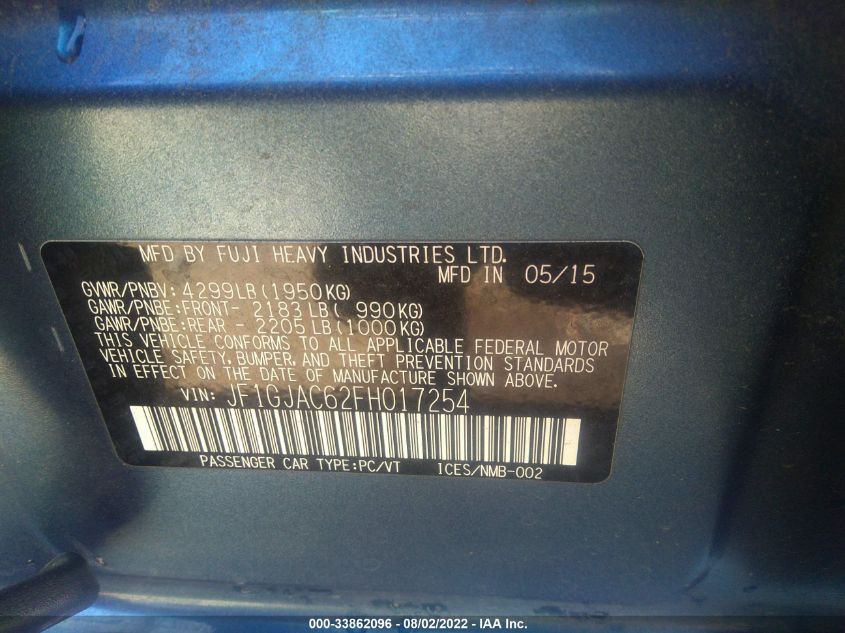 MFD BY FUJI HEAVY INDUSTRIES LTD.
MFD IN 05/15
GVWR/PNBV: 4299LB(1950KG)
GAWR/PNBE:FRONT- 2183LB( 990KG)
GAWR/PNBE:REAR - 2205LB(1000KG)
THIS VEHICLE CONFORMS TO ALL APPLICABLE FEDERAL MOTOR
VEHICLE SAFETY, BUMPER, AND THEFT PREVENTION STANDARDS
IN EFFECT ON THE DATE OF MANUFACTURE SHOWN ABOVE.
VIN: JF1GJAC62FH017254
PASSENGER CAR TYPE:PC/VT ICES/NMB-002
000-33862096 - 08/02/2022 - IAA Inc.